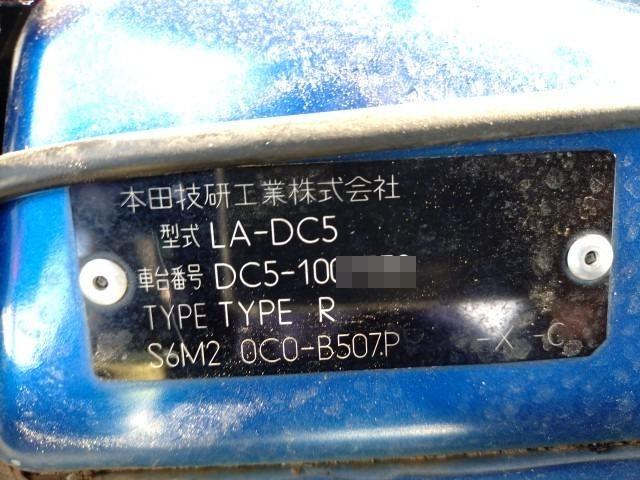 本田技研工業株式会社
型式 LA-DC5
車台番号 DC5-100
TYPE TYPE R
S6M2 0C0-B507P -X -C